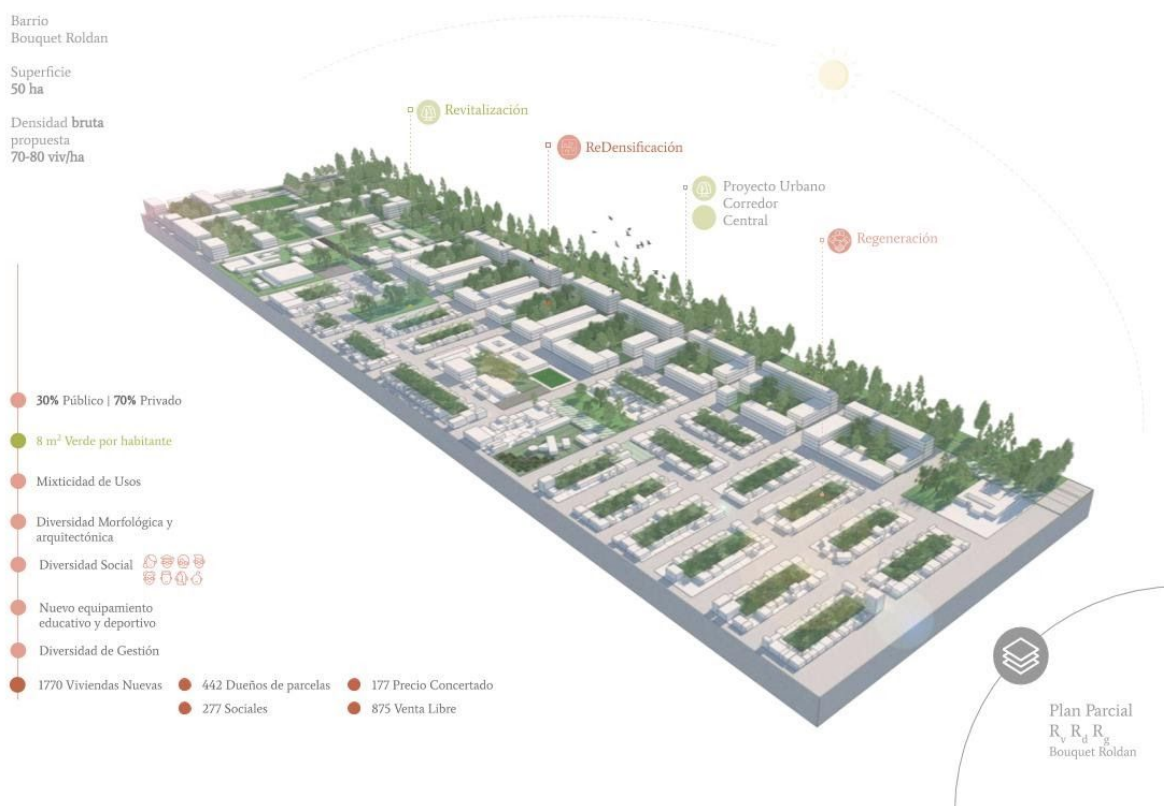 Barrio
Bouquet Roldan
Superficie
50 ha
Densidad bruta
propuesta
70-80 viv/ha
Revitalización
ReDensificación
Proyecto Urbano
Corredor
Central
Regeneración
30% Público | 70% Privado
8 m² Verde por habitante
Mixticidad de Usos
Diversidad Morfológica y
arquitectónica
Diversidad Social
Nuevo equipamiento
educativo y deportivo
Diversidad de Gestión
1770 Viviendas Nuevas
442 Dueños de parcelas
177 Precio Concertado
277 Sociales
875 Venta Libre
Plan Parcial
Rv Rd Rg
Bouquet Roldan